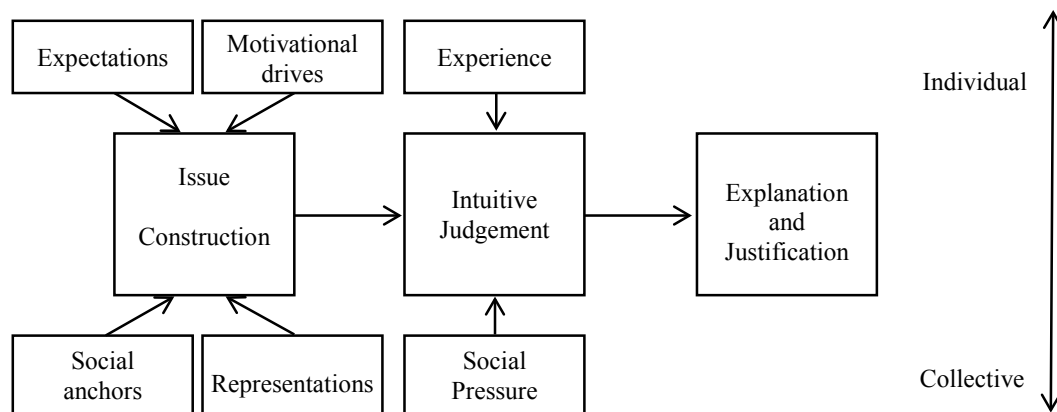 Expectations
Motivational
drives
Experience
Individual
Issue
Construction
Intuitive
Judgement
Explanation
and
Justification
Social
anchors
Representations
Social
Pressure
Collective